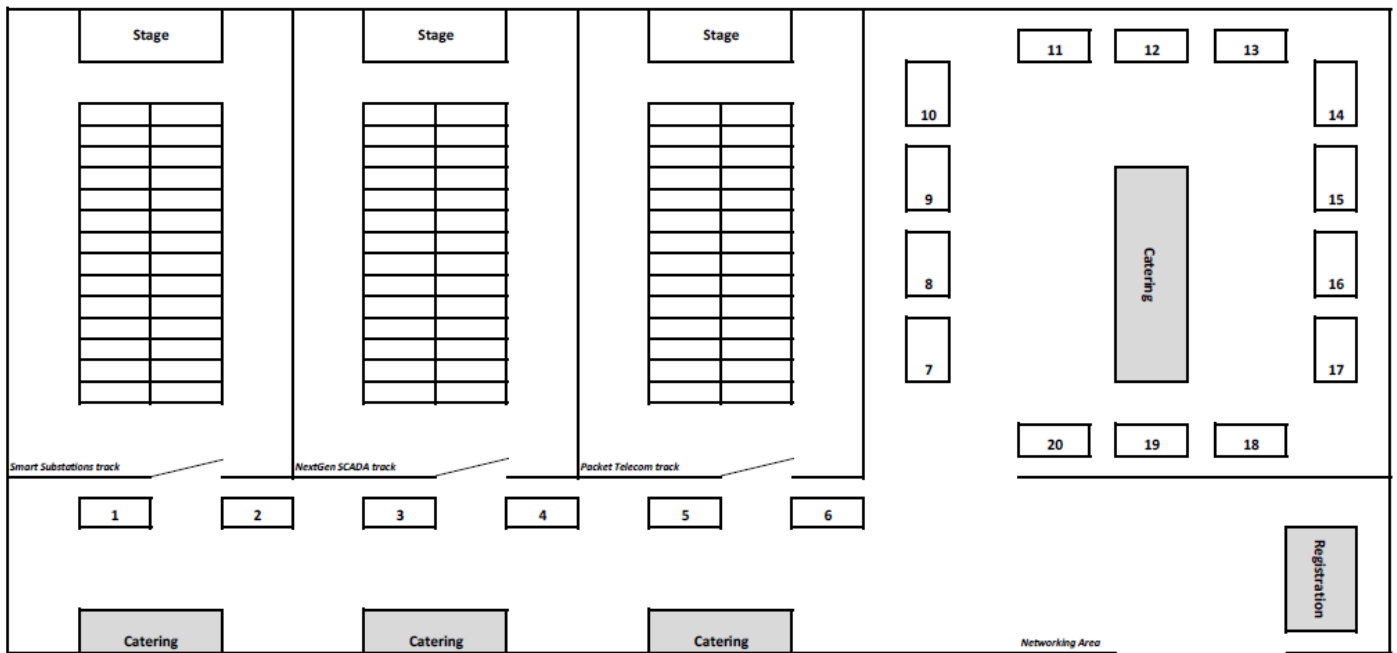 Stage
Stage
Stage
11
12
13
10
14
9
15
8
Catering
16
7
17
20
19
18
Smart Substations track
NextGen SCADA track
Packet Telecom track
1
2
3
4
5
6
Registration
Catering
Catering
Catering
Networking Area